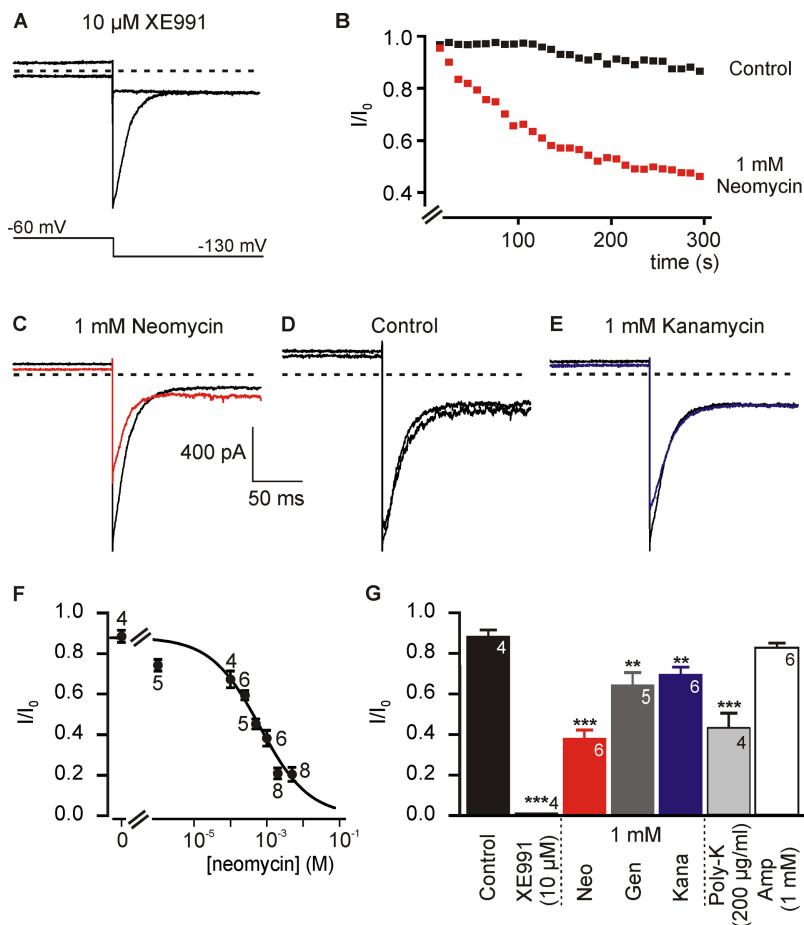 A
10 µM XE991
-60 mV
-130 mV
B
I/I0
1.0
0.8
0.6
0.4
100
200
300
time (s)
Control
1 mM
Neomycin
C
1 mM Neomycin
400 pA
50 ms
D
Control
E
1 mM Kanamycin
F
I/I0
1.0
0.8
0.6
0.4
0.2
0.0
4
5
4
6
5
6
8
8
0
10-5
10-3
10-1
[neomycin] (M)
G
I/I0
1.0
0.8
0.6
0.4
0.2
0.0
4
***4
***
6
**
5
**
6
***
4
6
1 mM
Control
XE991
(10 µM)
Neo
Gen
Kana
Poly-K
(200 µg/ml)
Amp
(1 mM)